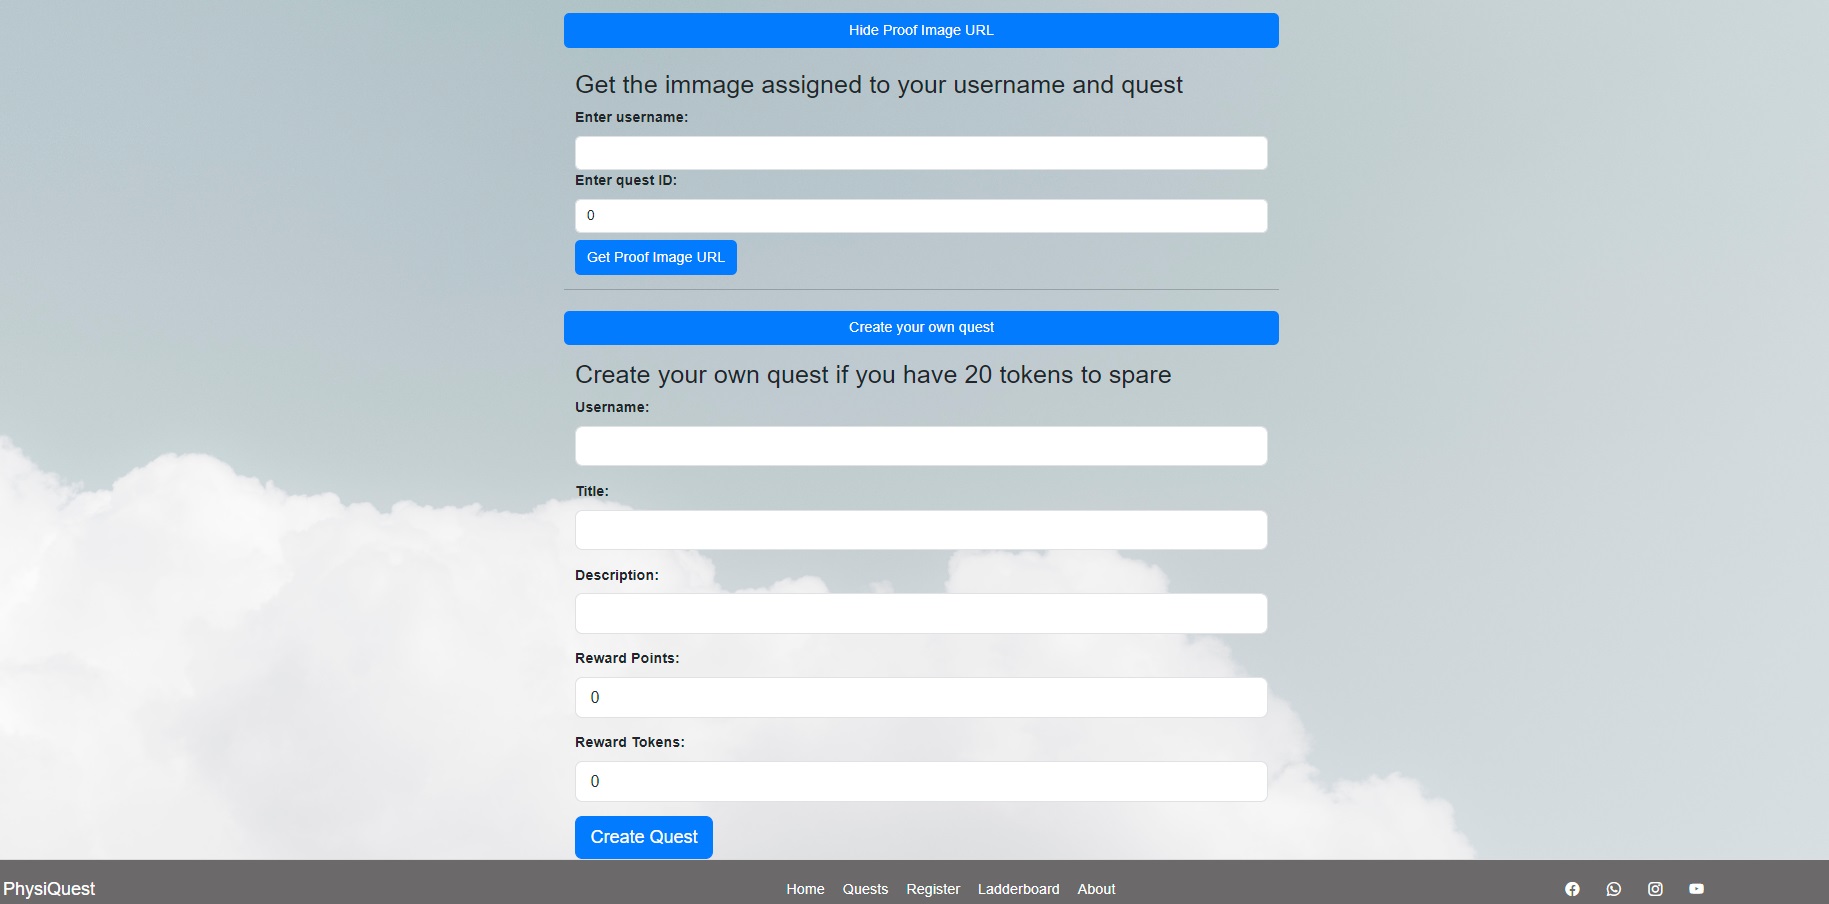 Hide Proof Image URL
Get the immage assigned to your username and quest
Enter username:
Enter quest ID:
0
Get Proof Image URL
Create your own quest
Create your own quest if you have 20 tokens to spare
Username:
Title:
Description:
Reward Points:
0
Reward Tokens:
0
Create Quest
PhysiQuest Home Quests Register Ladderboard About